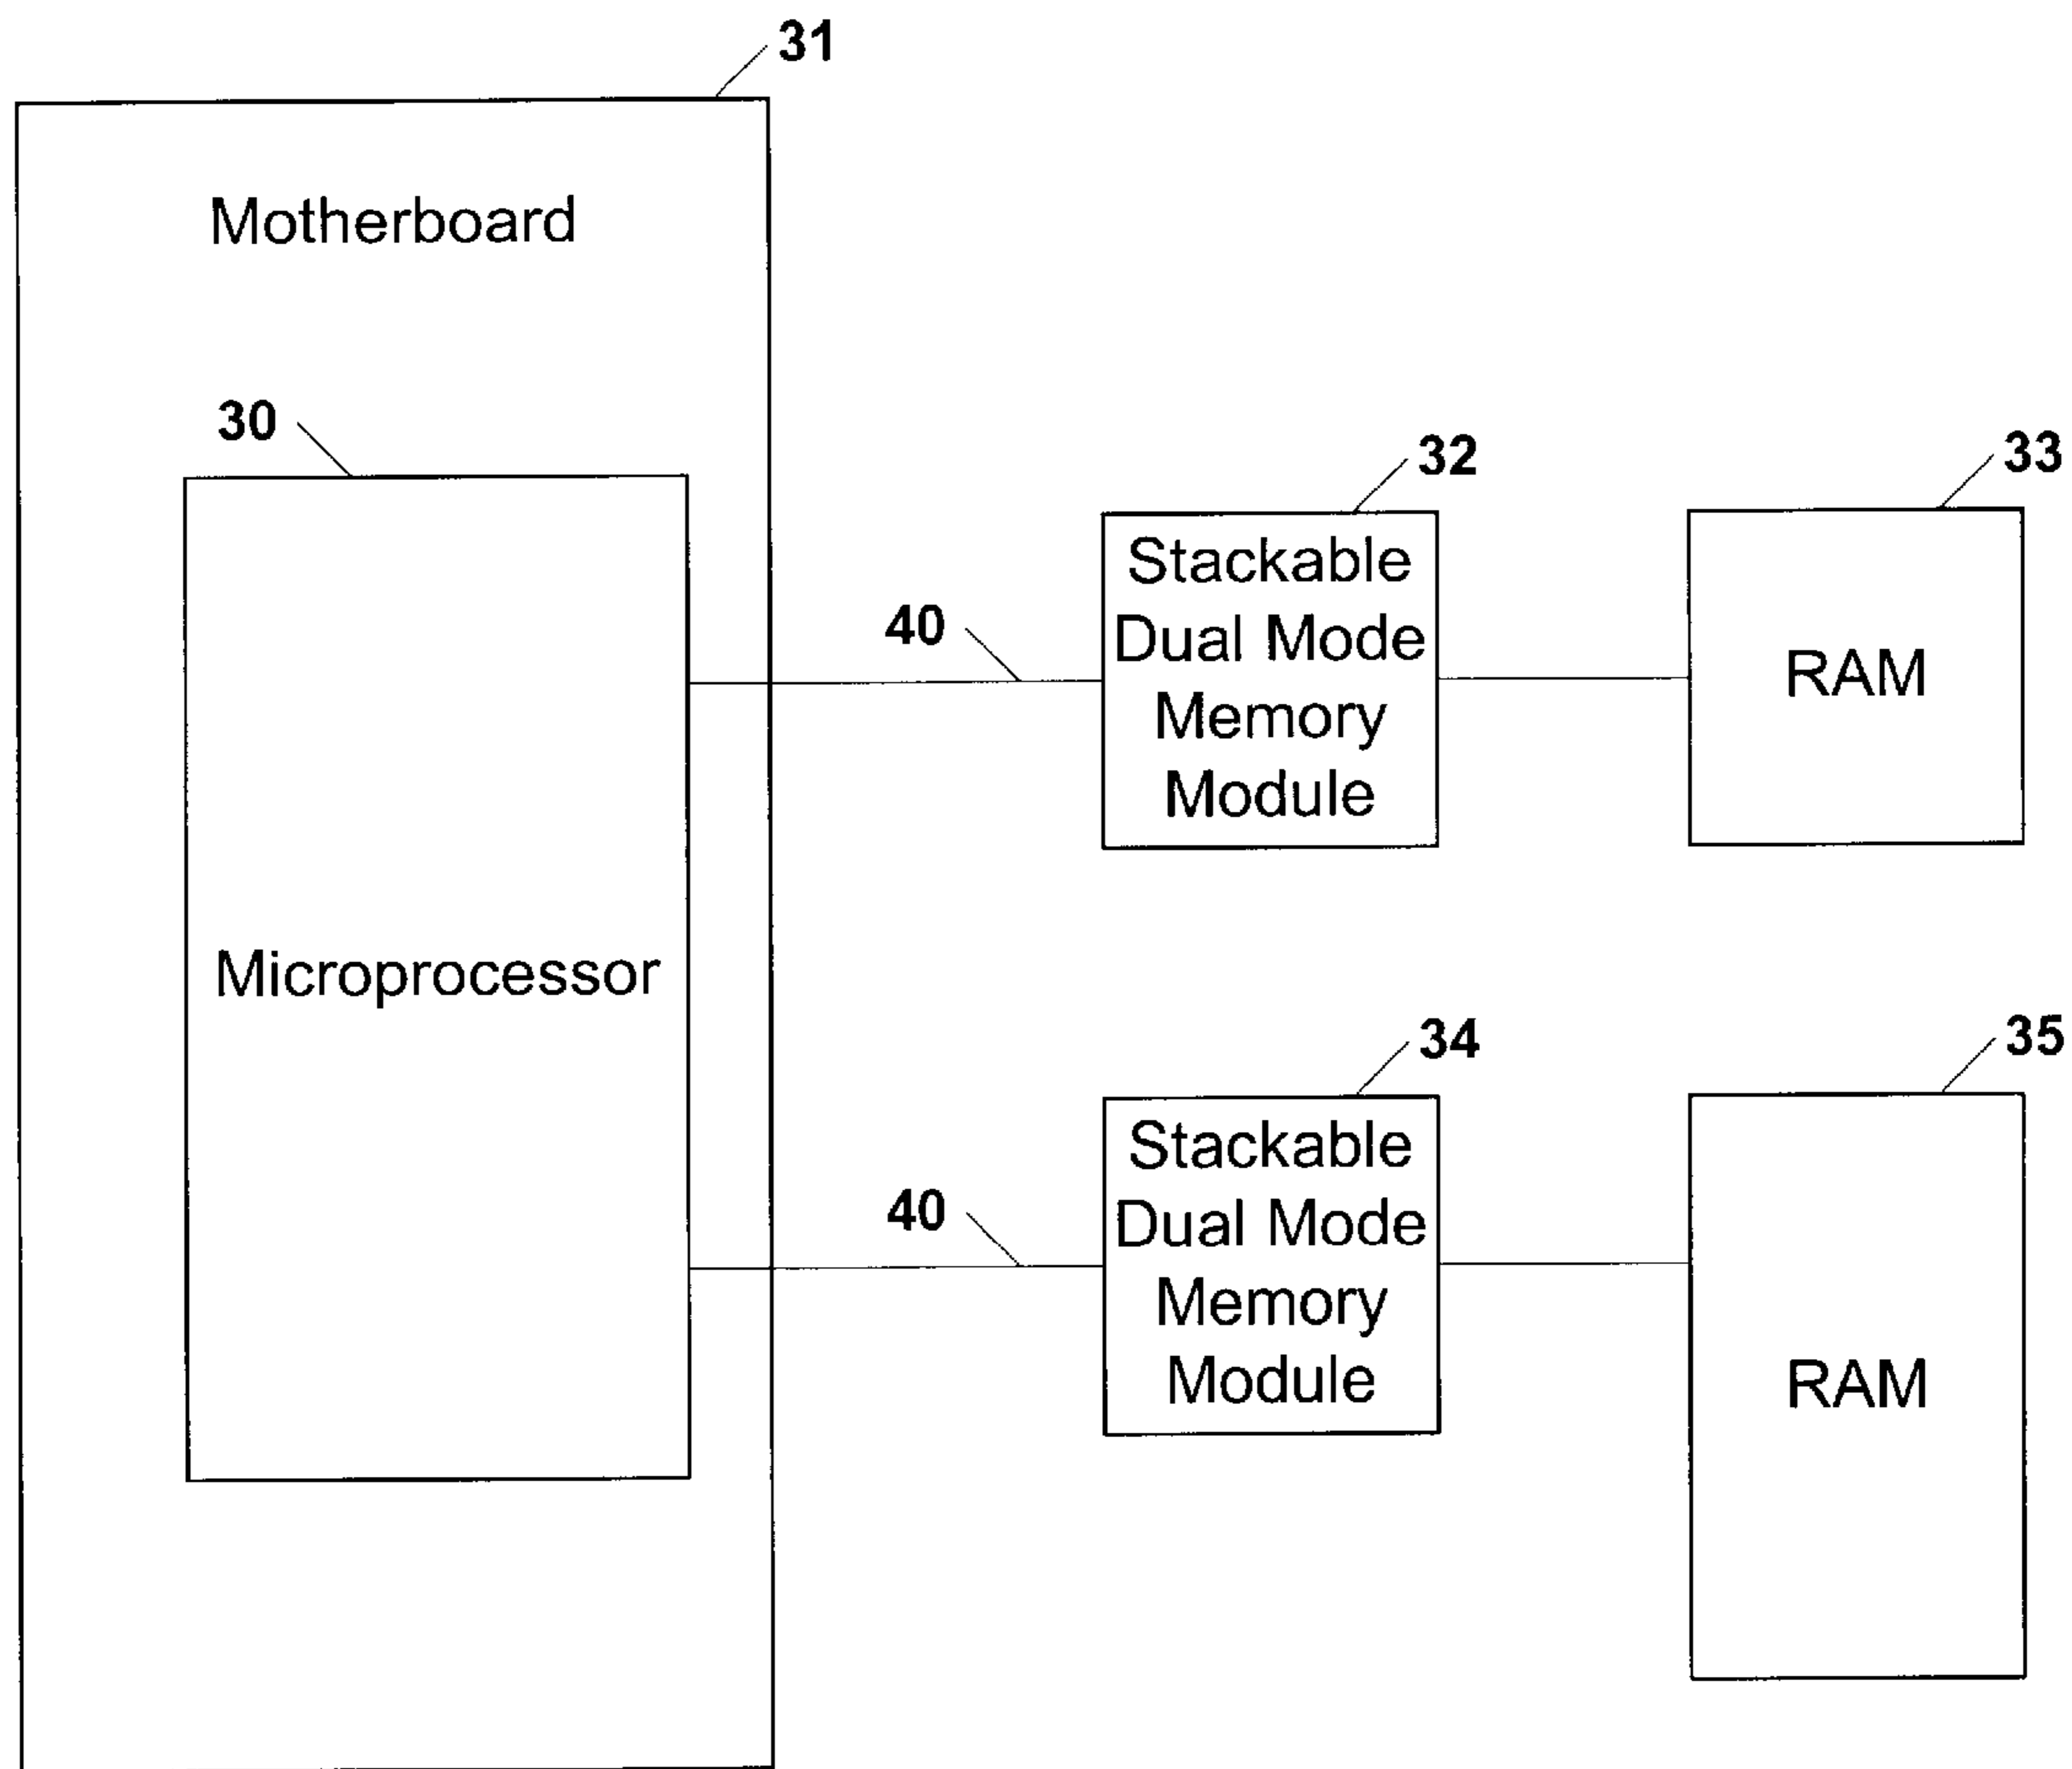 31
Motherboard
30
32
33
Stackable
Dual Mode
Memory
Module
RAM
40
Microprocessor
34
35
Stackable
Dual Mode
Memory
Module
RAM
40